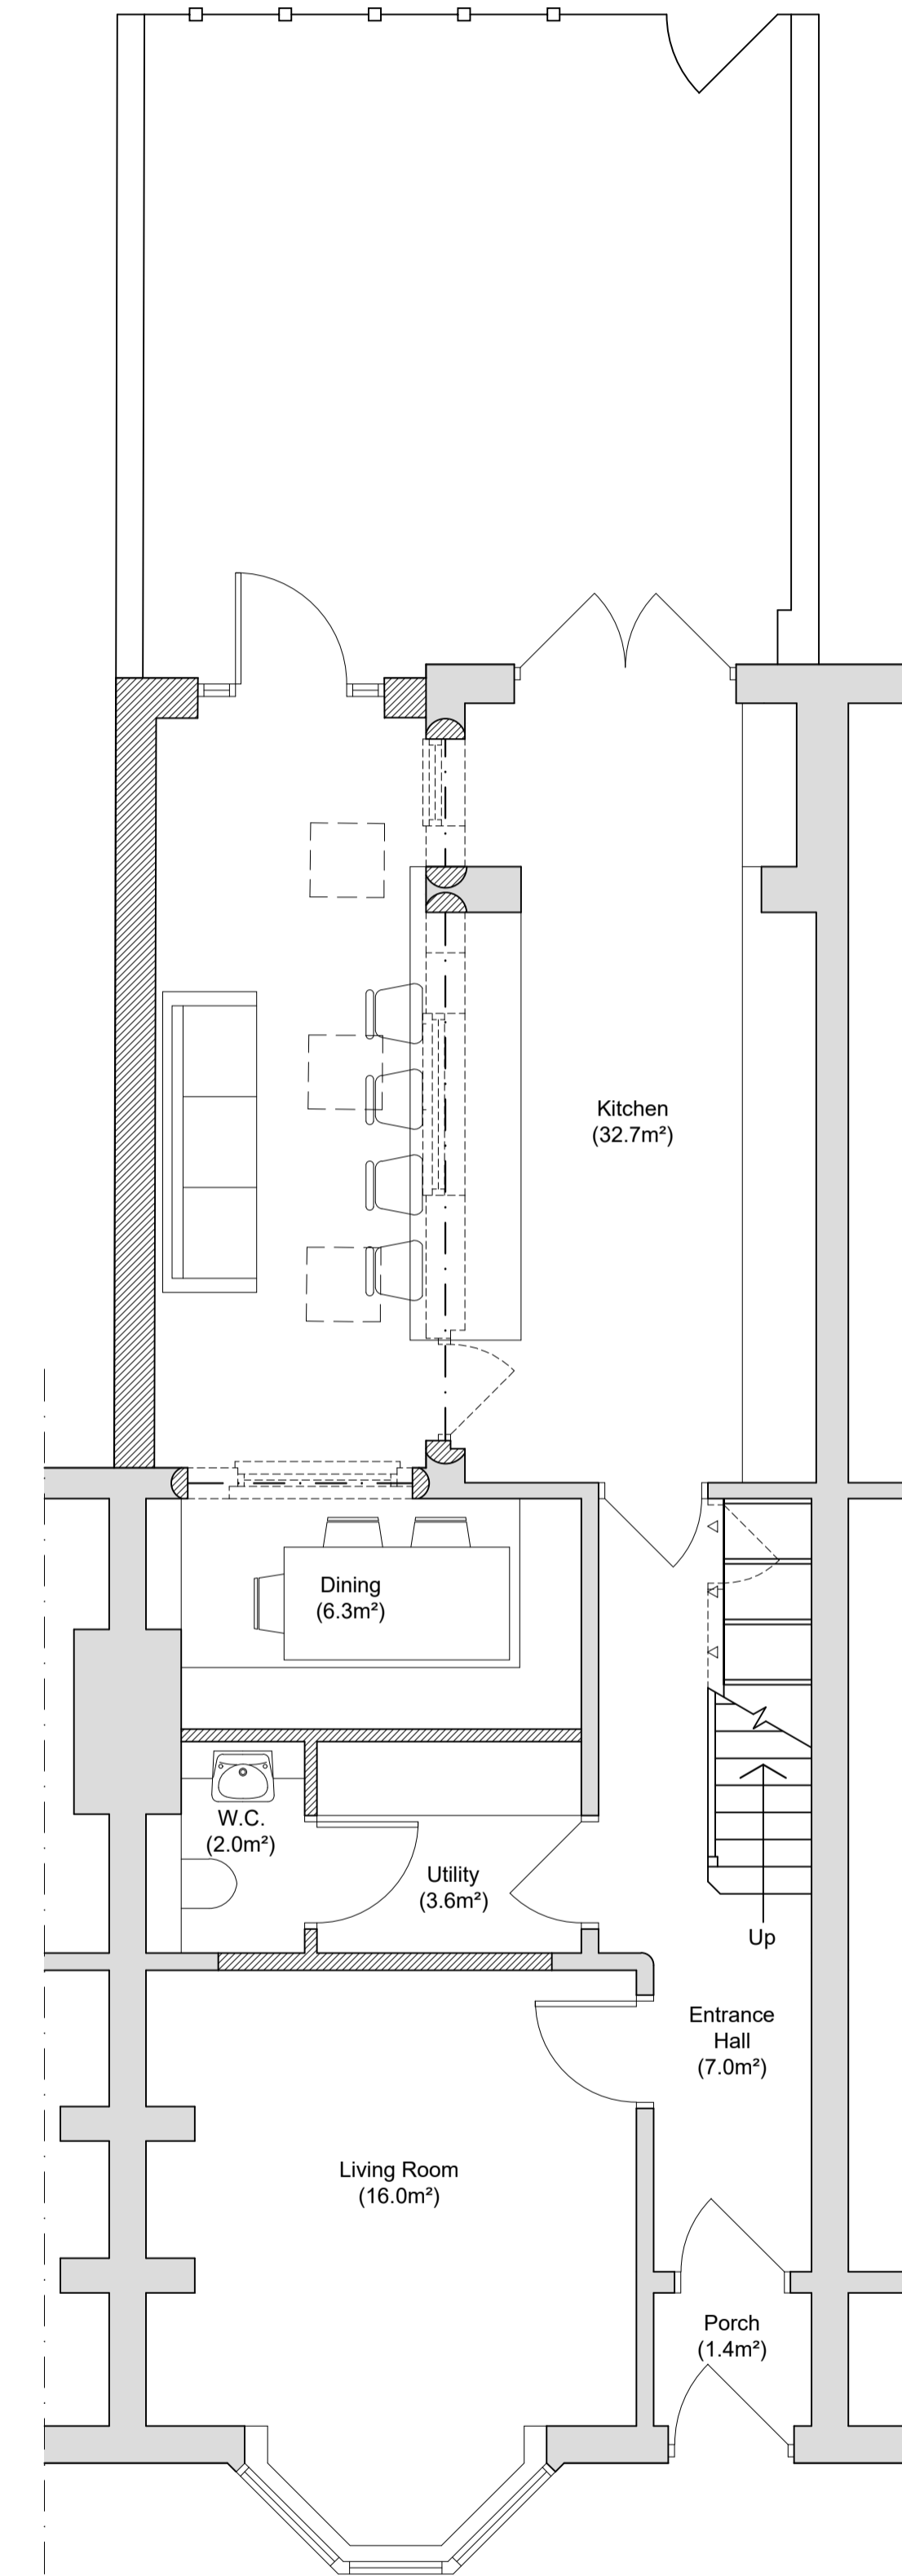 Kitchen
(32.7m²)
Dining
(6.3m²)
W.C.
(2.0m²)
Utility
(3.6m²)
Up
Entrance
Hall
(7.0m²)
Living Room
(16.0m²)
Porch
(1.4m²)